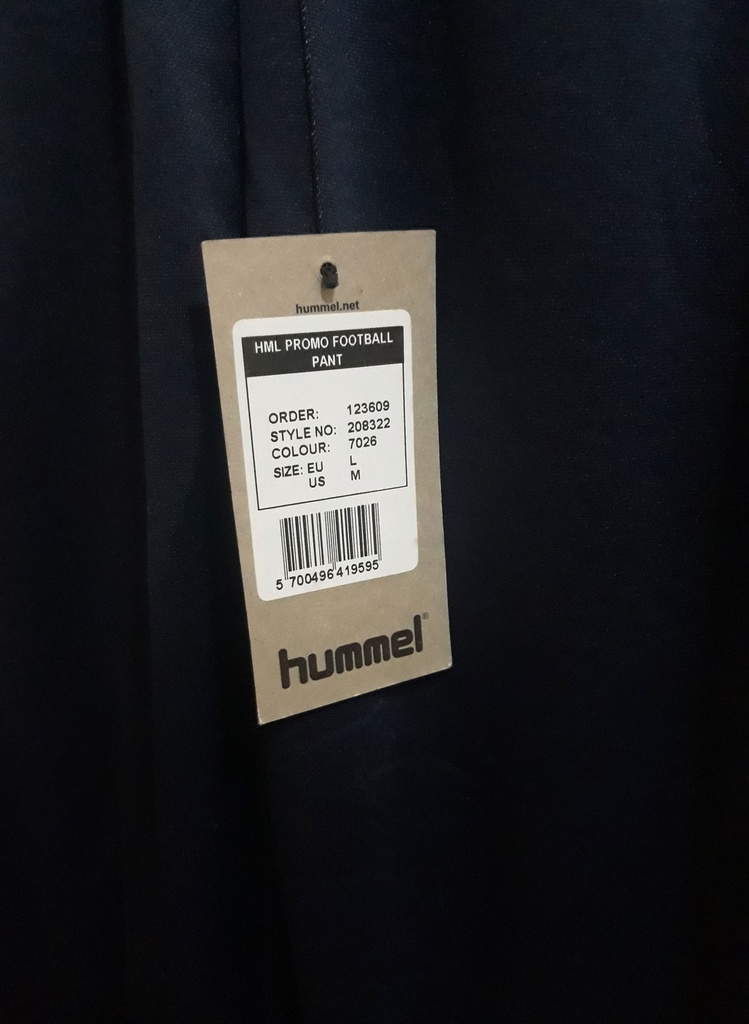 hummel.net
HML PROMO FOOTBALL
PANT
ORDER: 123609
STYLE NO: 208322
COLOUR: 7026
SIZE: EU L
US M
5 700496 419595
hummel®